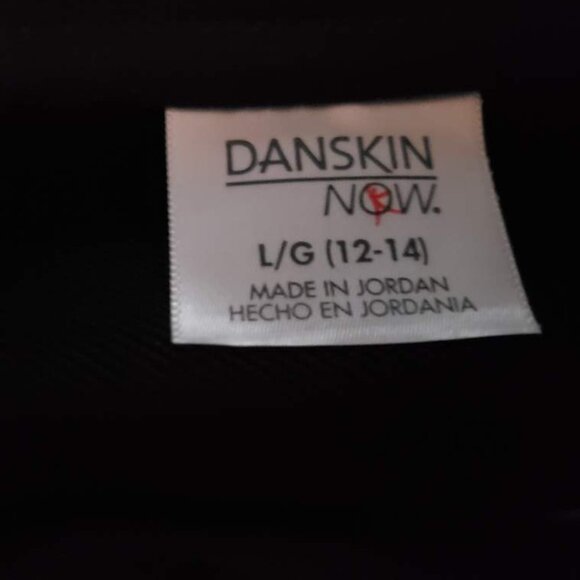 DANSKIN
NOW.
L/G (12-14)
MADE IN JORDAN
HECHO EN JORDANIA